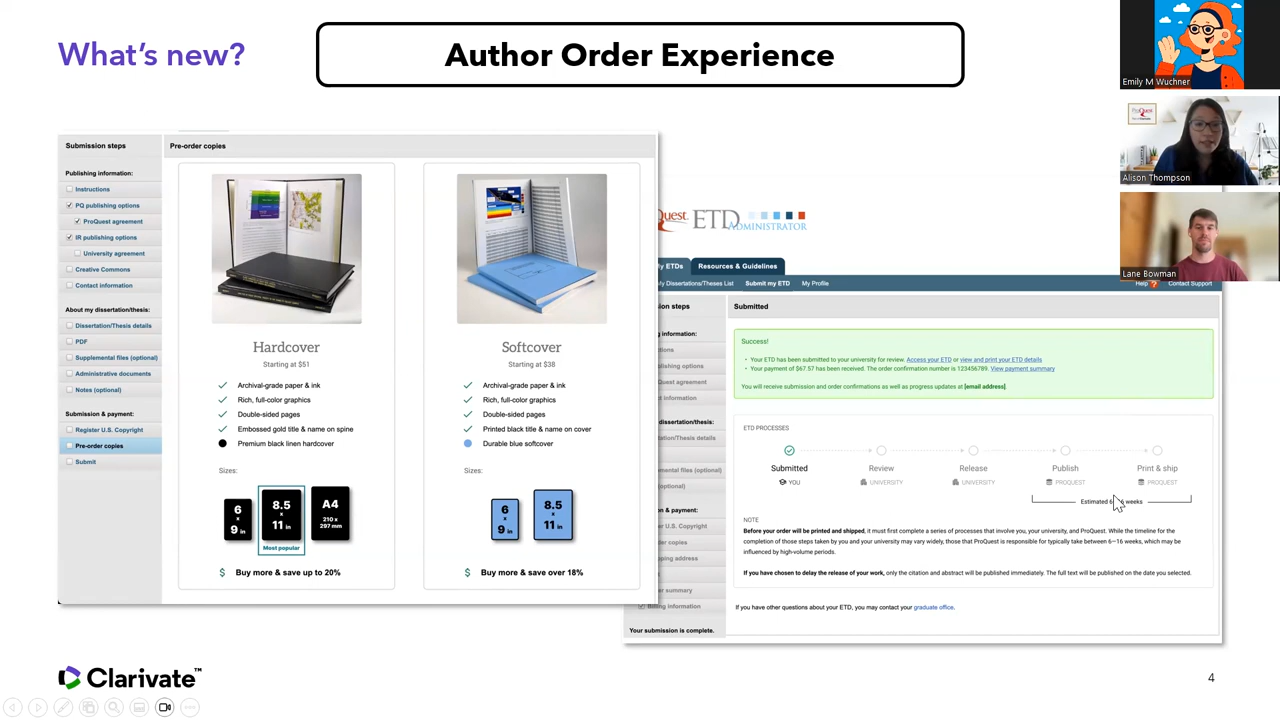 What's new?
Author Order Experience
Emily M Wuchner
Alison Thompson
Lane Bowman
Submission steps
Publishing information:
Instructions
PQ publishing options
ProQuest agreement
IR publishing options
University agreement
Creative Commons
Contact information
About my dissertation/thesis:
Dissertation/Thesis details
PDF
Supplemental files (optional)
Administrative documents
Notes (optional)
Submission & payment:
Register U.S. Copyright
Pre-order copies
Submit
Pre-order copies
Hardcover
Starting at $51
Archival-grade paper & ink
Rich, full-color graphics
Double-sided pages
Embossed gold title & name on spine
Premium black linen hardcover
Sizes:
6 x 9 in
8.5 x 11 in
Most popular
A4
210 x 297 mm
$ Buy more & save up to 20%
Softcover
Starting at $38
Archival-grade paper & ink
Rich, full-color graphics
Double-sided pages
Printed black title & name on cover
Durable blue softcover
Sizes:
6 x 9 in
8.5 x 11 in
$ Buy more & save over 18%
Quest ETD ADMINISTRATOR
My ETDs
Resources & Guidelines
My Dissertations/Theses List
Submit my ETD
My Profile
Help ?
Contact Support
ion steps
Submitted
Success!
• Your ETD has been submitted to your university for review. Access your ETD or view and print your ETD details
• Your payment of $67.57 has been received. The order confirmation number is 123456789. View payment summary
You will receive submission and order confirmations as well as progress updates at [email address].
g information:
tions
blishing options
uest agreement
t information
dissertation/thesis:
tation/Thesis details
mental files (optional)
(optional)
n & payment:
er U.S. Copyright
er copies
pping address
er summary
Billing information
Your submission is complete.
ETD PROCESSES
Submitted
YOU
Review
UNIVERSITY
Release
UNIVERSITY
Publish
PROQUEST
Print & ship
PROQUEST
Estimated 6 6 weeks
NOTE
Before your order will be printed and shipped, it must first complete a series of processes that involve you, your university, and ProQuest. While the timeline for the
completion of those steps taken by you and your university may vary widely, those that ProQuest is responsible for typically take between 6—16 weeks, which may be
influenced by high-volume periods.
If you have chosen to delay the release of your work, only the citation and abstract will be published immediately. The full text will be published on the date you selected.
If you have other questions about your ETD, you may contact your graduate office.
Clarivate™
4